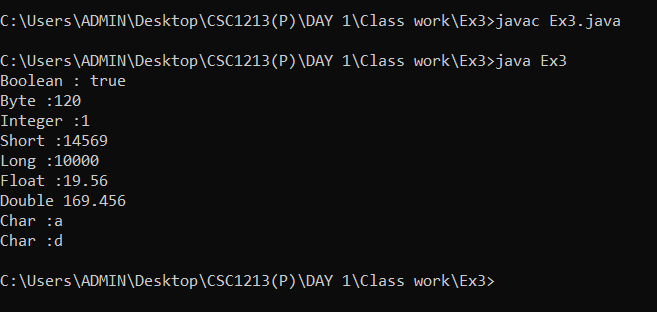 C:\Users\ADMIN\Desktop\CSC1213(P)\DAY 1\Class work\Ex3>javac Ex3.java
C:\Users\ADMIN\Desktop\CSC1213(P)\DAY 1\Class work\Ex3>java Ex3
Boolean : true
Byte :120
Integer :1
Short :14569
Long :10000
Float :19.56
Double 169.456
Char :a
Char :d
C:\Users\ADMIN\Desktop\CSC1213(P)\DAY 1\Class work\Ex3>